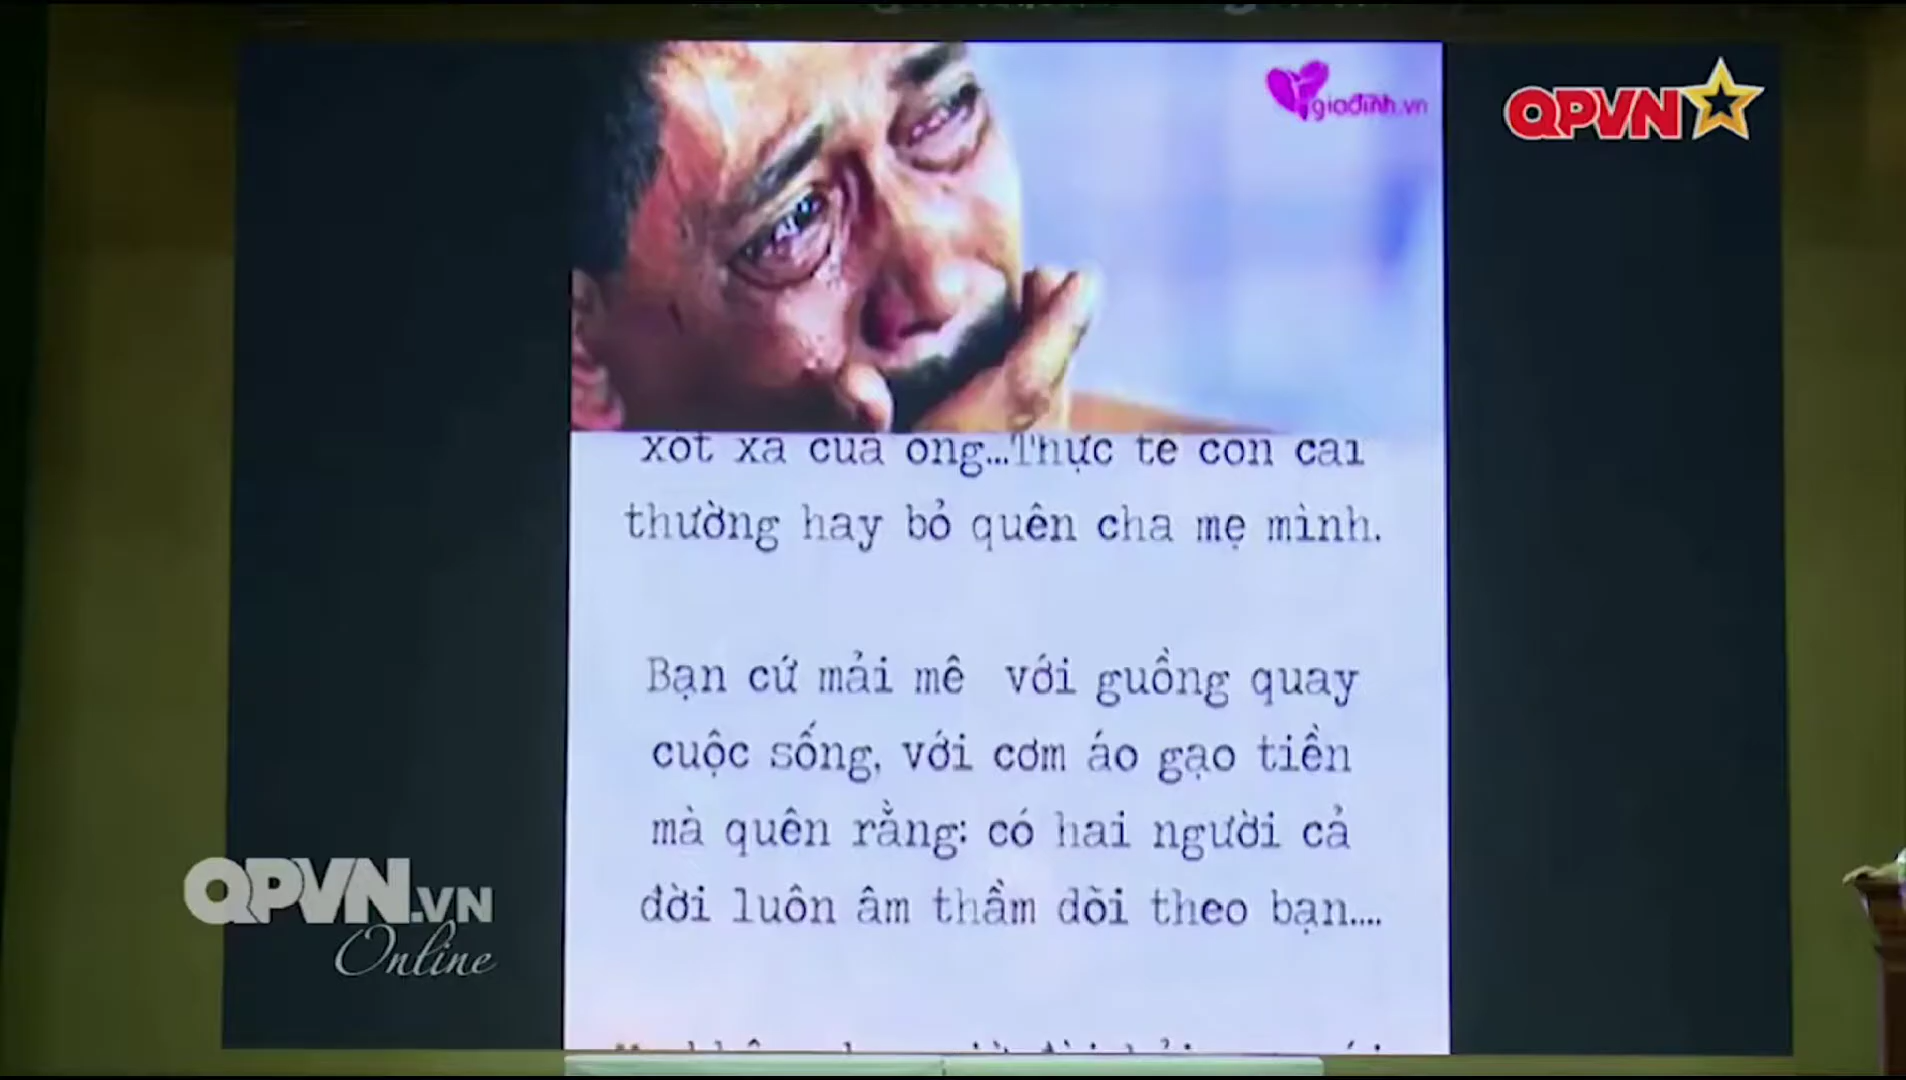 giadinh.vn
QPVN
xót xa của ông...Thực tế con cái
thường hay bỏ quên cha mẹ mình.
Bạn cứ mải mê với guồng quay
cuộc sống, với cơm áo gạo tiền
mà quên rằng: có hai người cả
đời luôn âm thầm dõi theo bạn....
QPVN.VN
Online